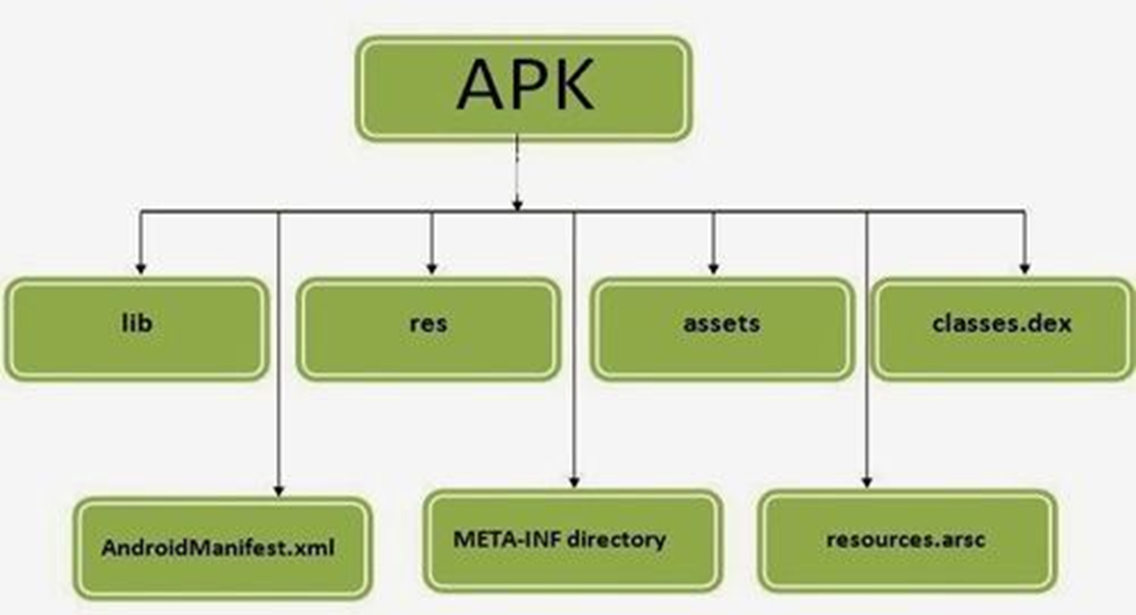 APK
lib
res
assets
classes.dex
AndroidManifest.xml
META-INF directory
resources.arsc